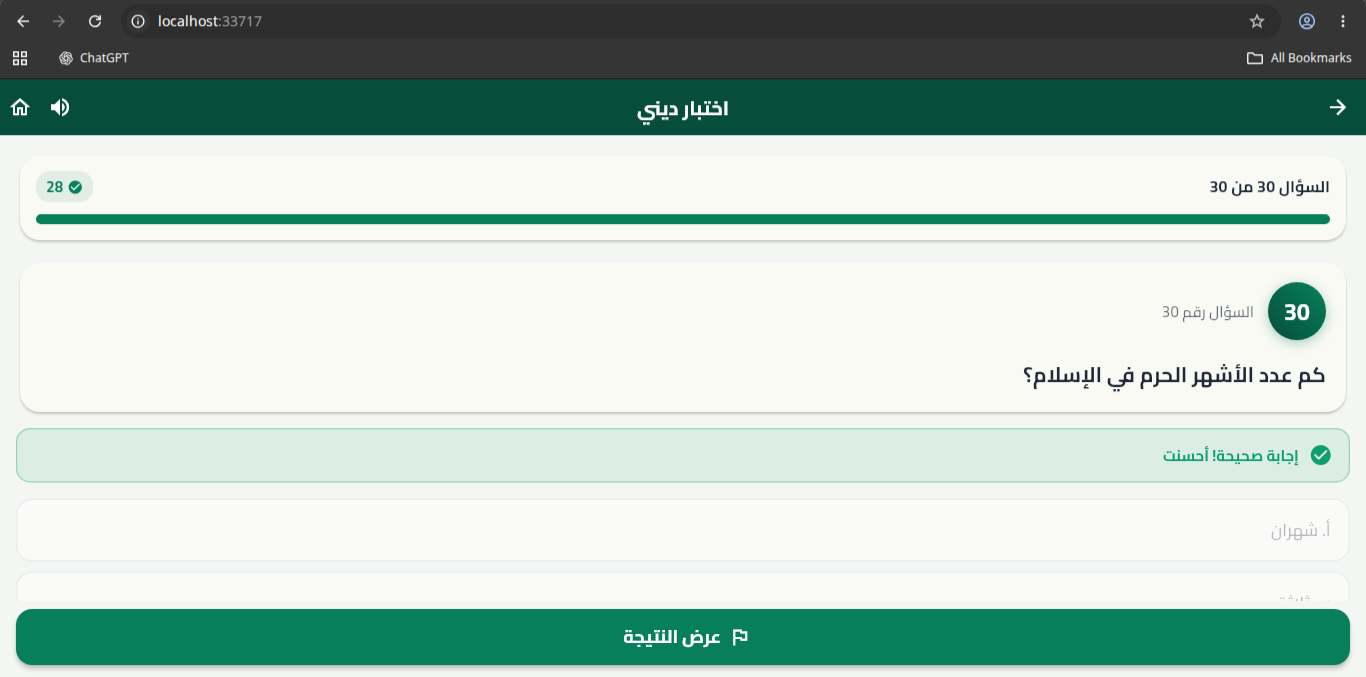 localhost:33717
ChatGPT
All Bookmarks
اختبار ديني
السؤال 30 من 30
28
30
السؤال رقم 30
كم عدد الأشهر الحرم في الإسلام؟
إجابة صحيحة! أحسنت
أ. شهران
عرض النتيجة